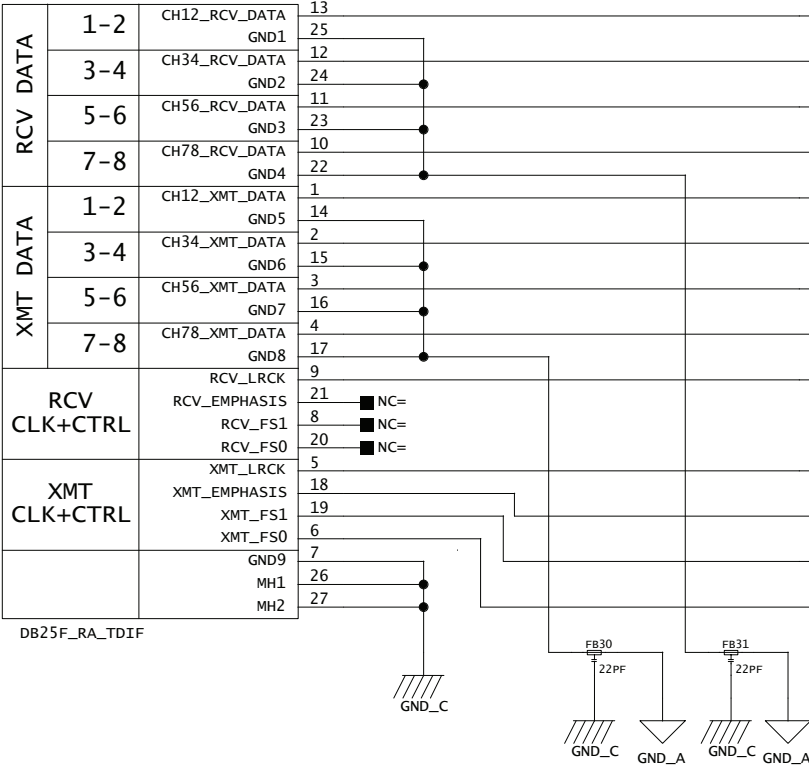 RCV DATA
1-2 CH12_RCV_DATA 13
GND1 25
3-4 CH34_RCV_DATA 12
GND2 24
5-6 CH56_RCV_DATA 11
GND3 23
7-8 CH78_RCV_DATA 10
GND4 22
XMT DATA
1-2 CH12_XMT_DATA 1
GND5 14
3-4 CH34_XMT_DATA 2
GND6 15
5-6 CH56_XMT_DATA 3
GND7 16
7-8 CH78_XMT_DATA 4
GND8 17
RCV
CLK+CTRL
RCV_LRCK 9
RCV_EMPHASIS 21 NC=
RCV_FS1 8 NC=
RCV_FS0 20 NC=
XMT
CLK+CTRL
XMT_LRCK 5
XMT_EMPHASIS 18
XMT_FS1 19
XMT_FS0 6
GND9 7
MH1 26
MH2 27
DB25F_RA_TDIF
FB30 FB31
22PF 22PF
GND_C
GND_C GND_A GND_C GND_A